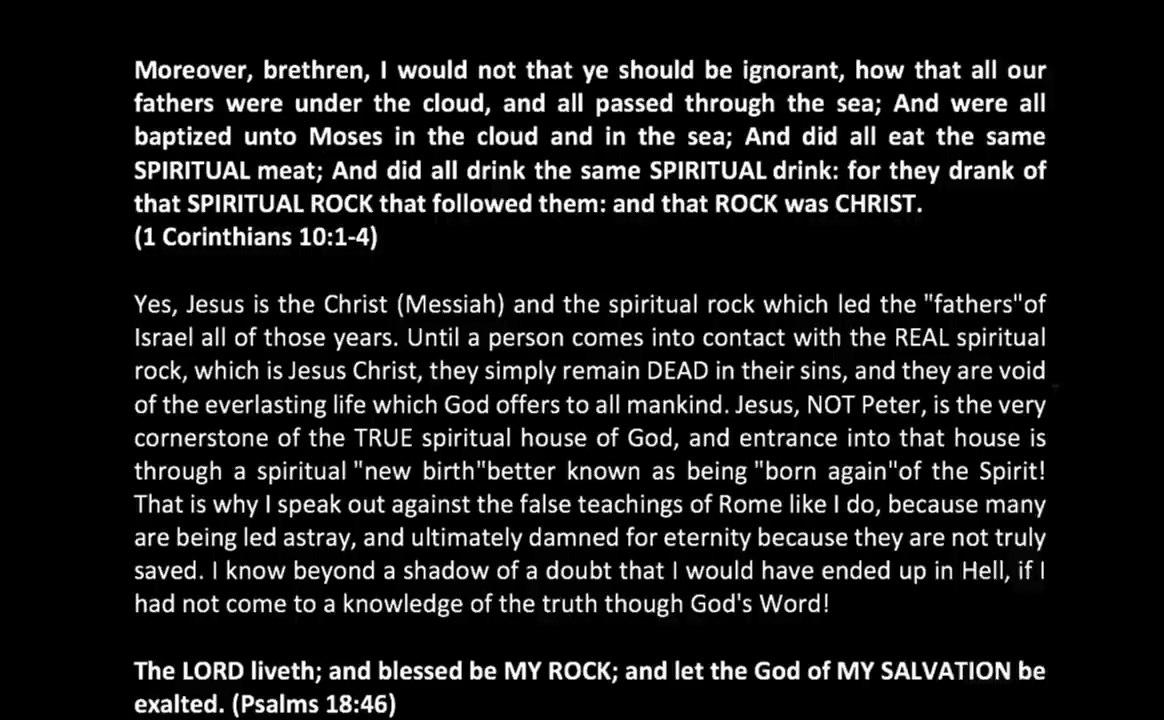 Moreover, brethren, I would not that ye should be ignorant, how that all our
fathers were under the cloud, and all passed through the sea; And were all
baptized unto Moses in the cloud and in the sea; And did all eat the same
SPIRITUAL meat; And did all drink the same SPIRITUAL drink: for they drank of
that SPIRITUAL ROCK that followed them: and that ROCK was CHRIST.
(1 Corinthians 10:1-4)
Yes, Jesus is the Christ (Messiah) and the spiritual rock which led the "fathers"of
Israel all of those years. Until a person comes into contact with the REAL spiritual
rock, which is Jesus Christ, they simply remain DEAD in their sins, and they are void
of the everlasting life which God offers to all mankind. Jesus, NOT Peter, is the very
cornerstone of the TRUE spiritual house of God, and entrance into that house is
through a spiritual "new birth"better known as being "born again"of the Spirit!
That is why I speak out against the false teachings of Rome like I do, because many
are being led astray, and ultimately damned for eternity because they are not truly
saved. I know beyond a shadow of a doubt that I would have ended up in Hell, if I
had not come to a knowledge of the truth though God's Word!
The LORD liveth; and blessed be MY ROCK; and let the God of MY SALVATION be
exalted. (Psalms 18:46)